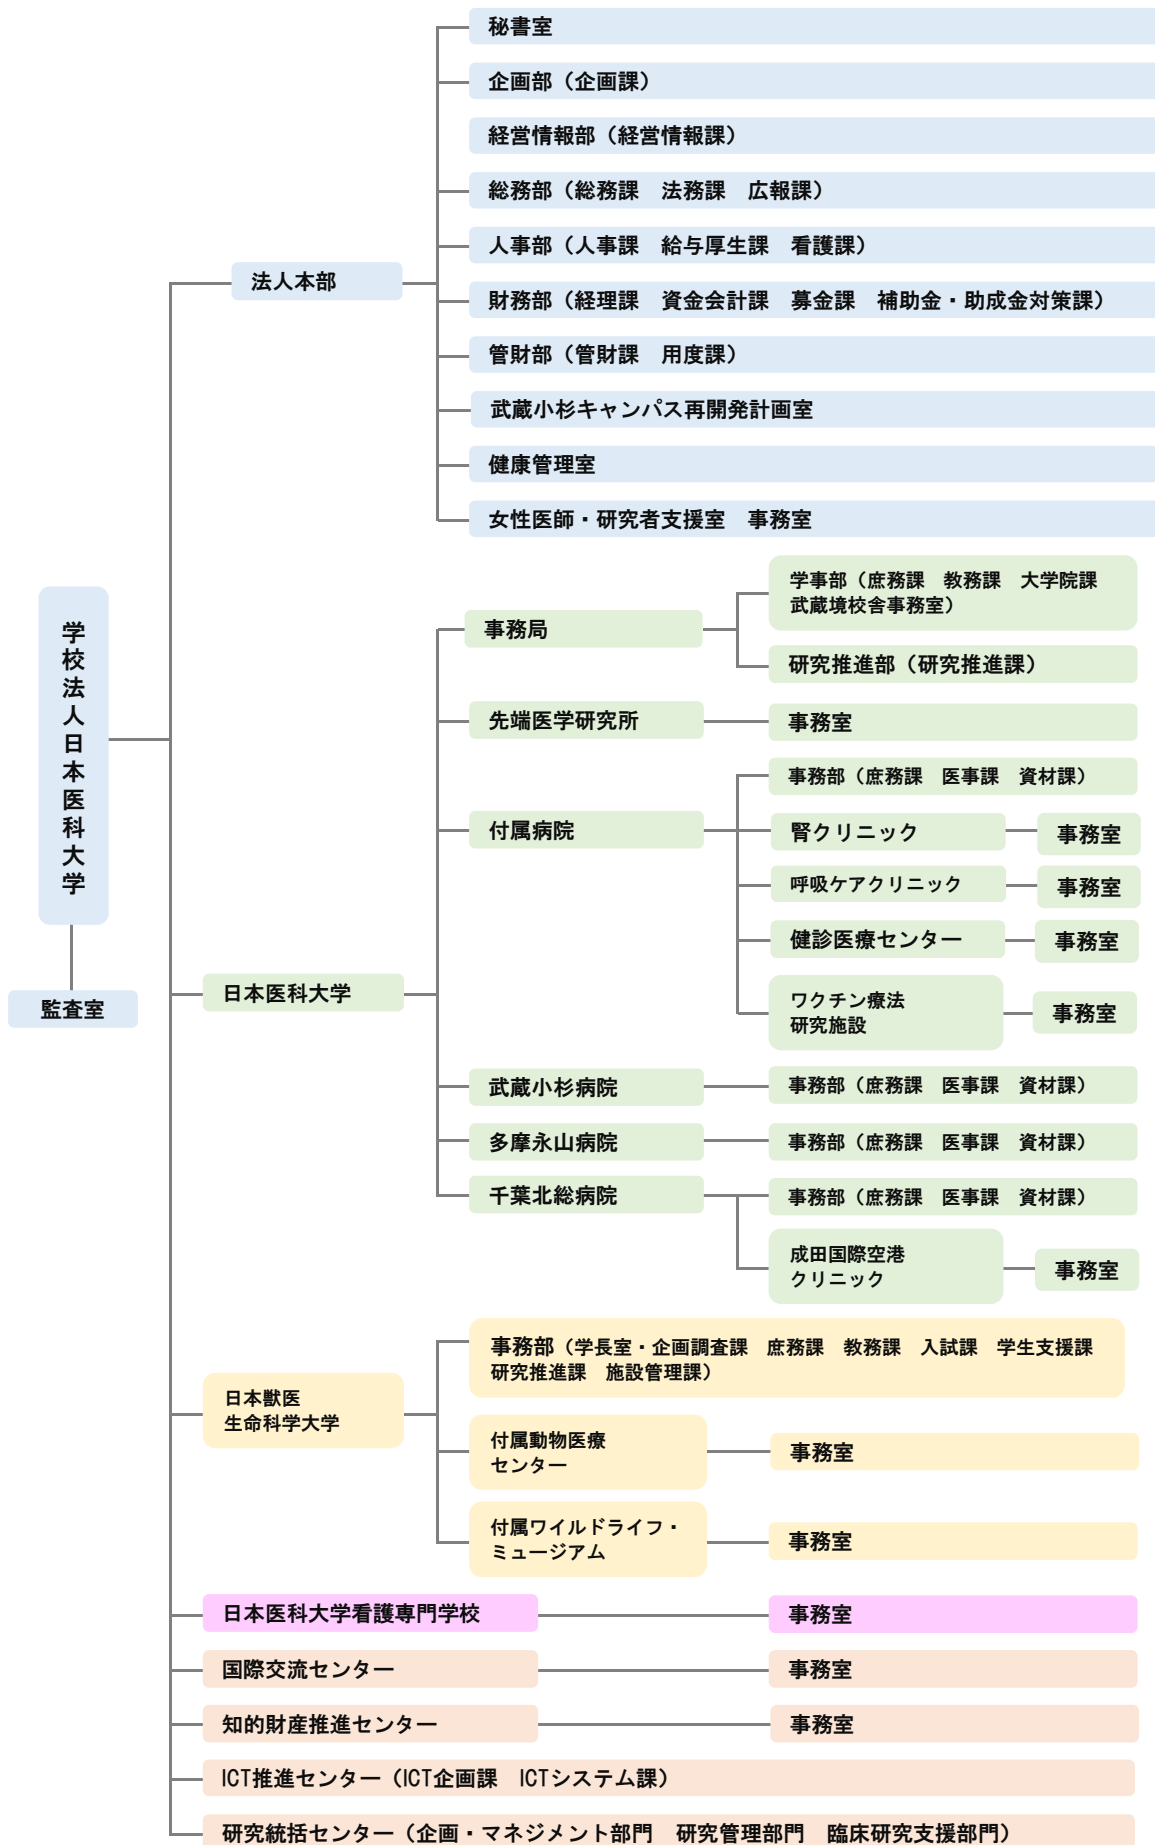 秘書室
企画部（企画課）
経営情報部（経営情報課）
総務部（総務課　法務課　広報課）
人事部（人事課　給与厚生課　看護課）
法人本部
財務部（経理課　資金会計課　募金課　補助金・助成金対策課）
管財部（管財課　用度課）
武蔵小杉キャンパス再開発計画室
健康管理室
女性医師・研究者支援室　事務室
学校法人日本医科大学
監査室
日本医科大学
事務局
学事部（庶務課　教務課　大学院課
武蔵境校舎事務室）
研究推進部（研究推進課）
先端医学研究所
事務室
付属病院
事務部（庶務課　医事課　資材課）
腎クリニック
事務室
呼吸ケアクリニック
事務室
健診医療センター
事務室
ワクチン療法
研究施設
事務室
武蔵小杉病院
事務部（庶務課　医事課　資材課）
多摩永山病院
事務部（庶務課　医事課　資材課）
千葉北総病院
事務部（庶務課　医事課　資材課）
成田国際空港
クリニック
事務室
日本獣医
生命科学大学
事務部（学長室・企画調査課　庶務課　教務課　入試課　学生支援課
研究推進課　施設管理課）
付属動物医療
センター
事務室
付属ワイルドライフ・
ミュージアム
事務室
日本医科大学看護専門学校
事務室
国際交流センター
事務室
知的財産推進センター
事務室
ICT推進センター（ICT企画課　ICTシステム課）
研究統括センター（企画・マネジメント部門　研究管理部門　臨床研究支援部門）